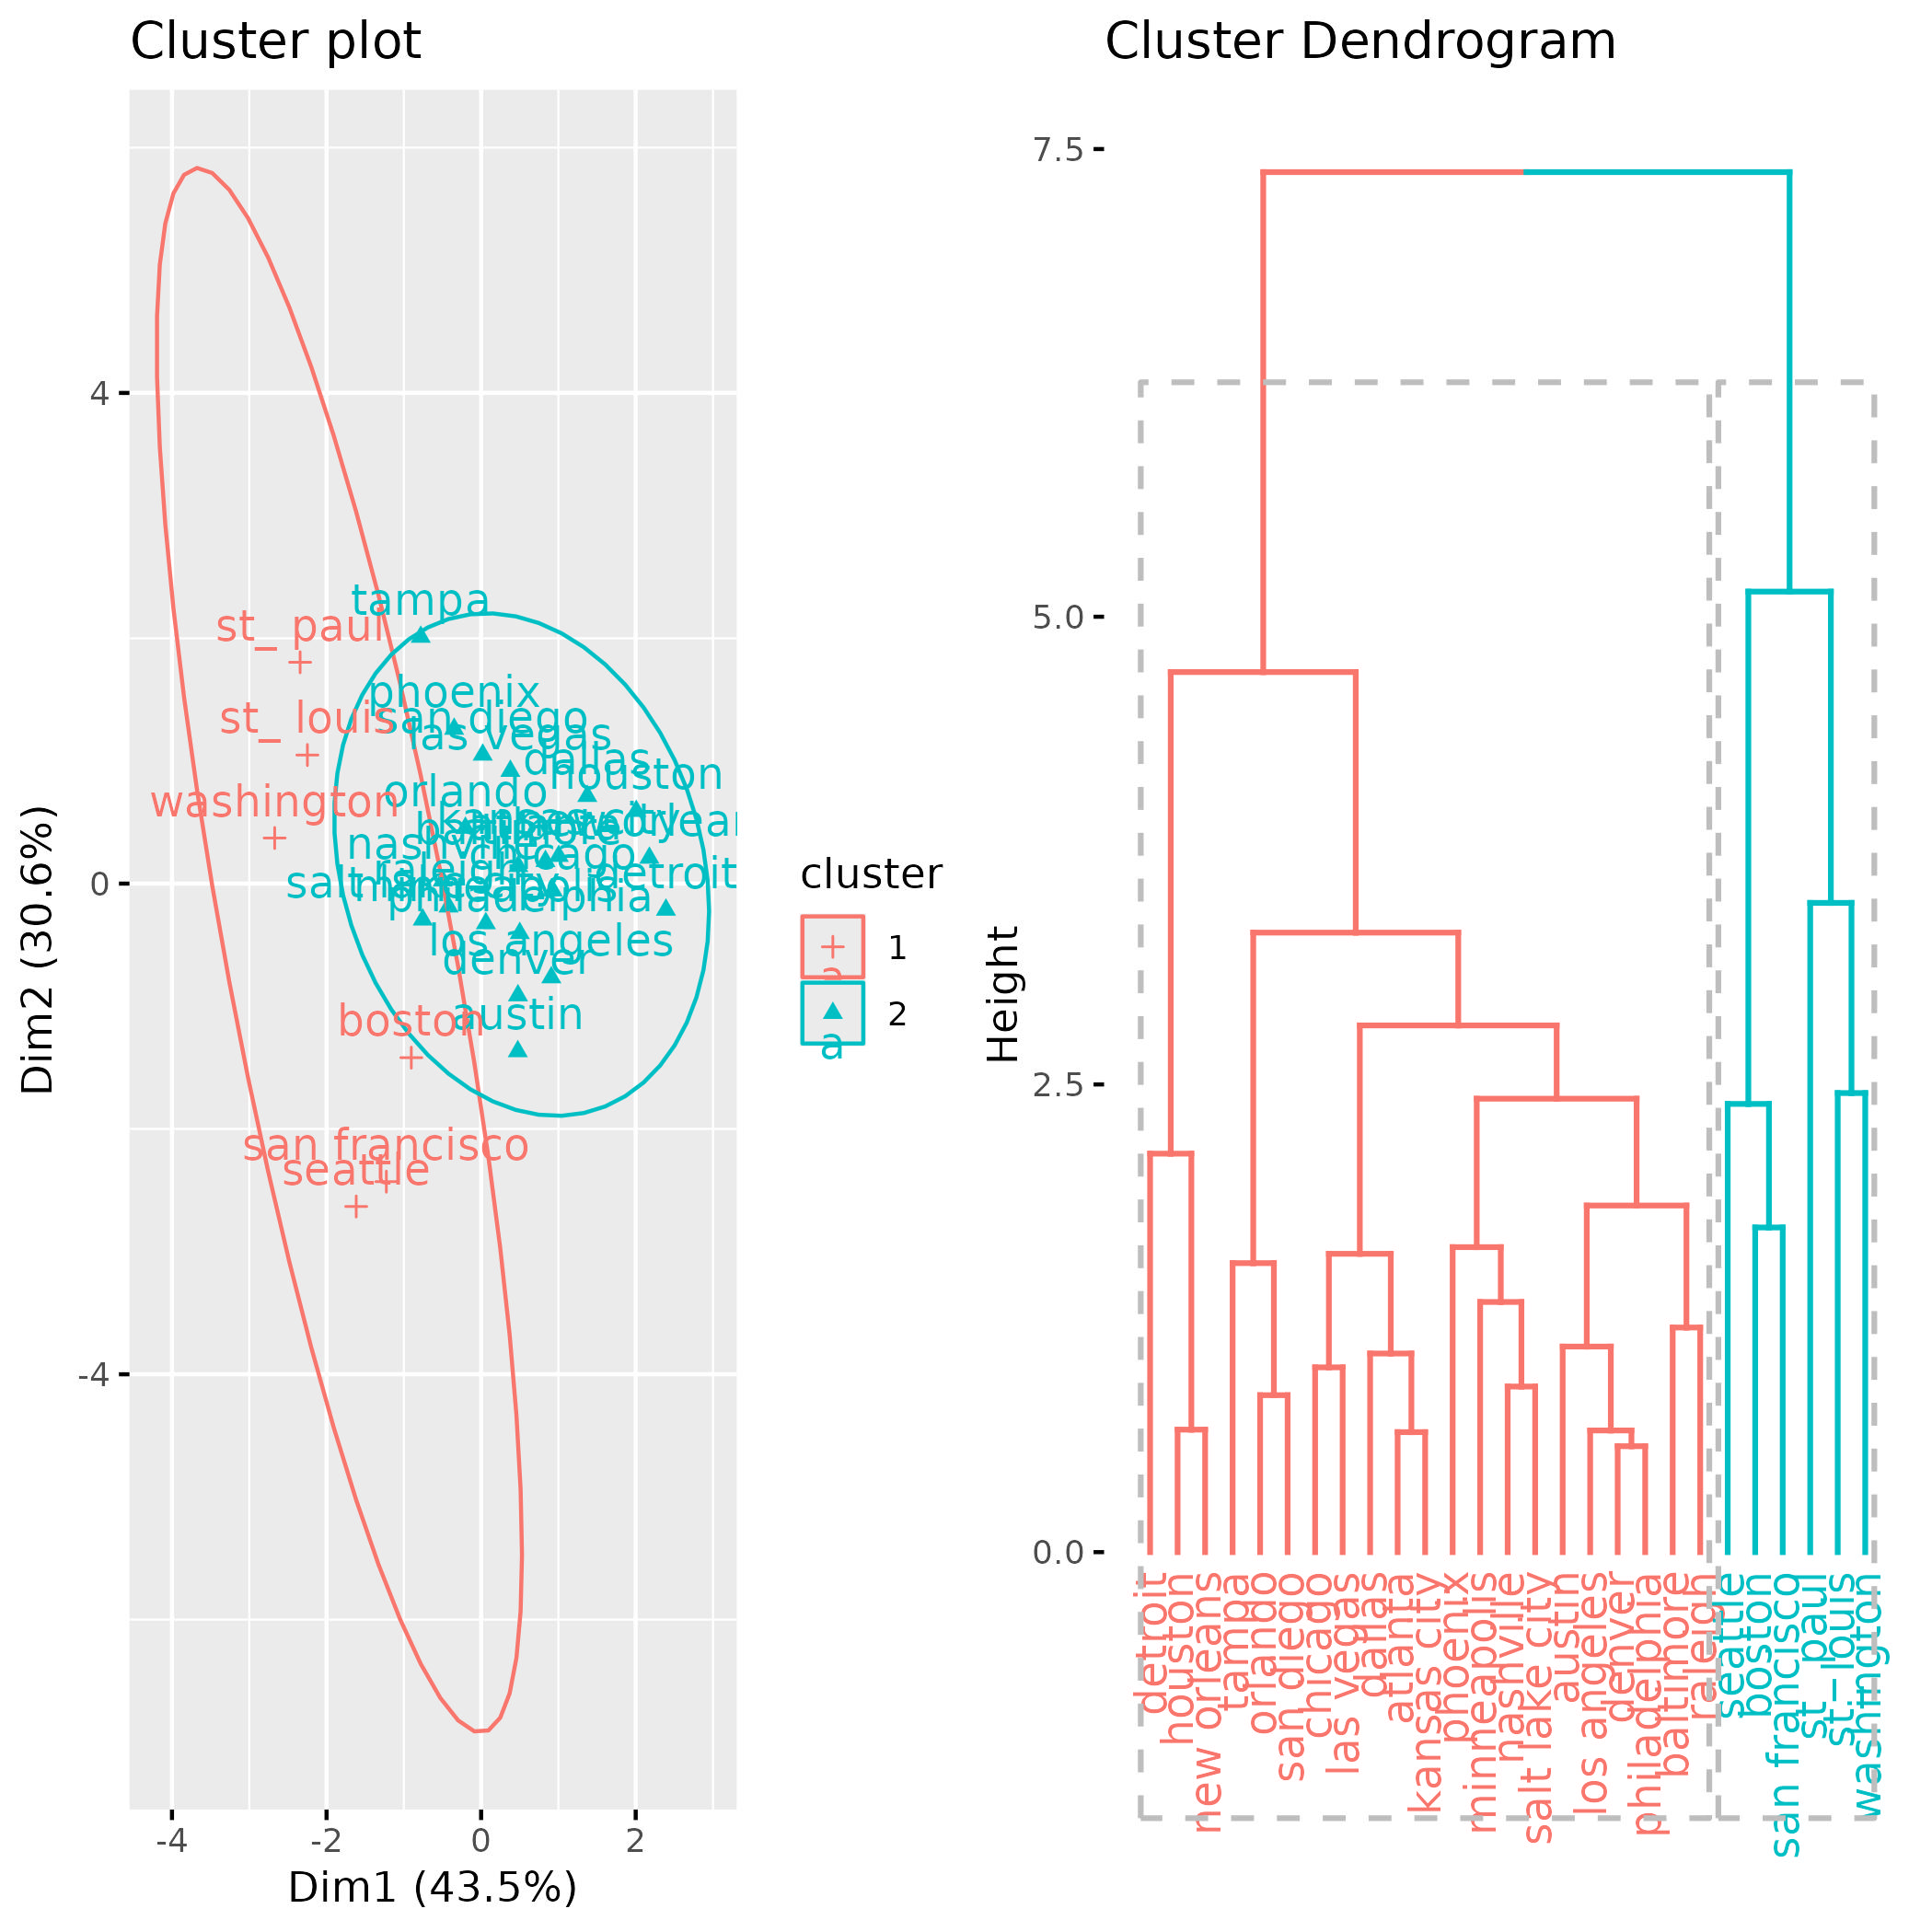 Cluster plot
Dim2 (30.6%)
4
0
-4
tampa
st_ paul
phoenix
st_ louis
san diego
las vegas
dallas
houston
washington
orlando
chicago
detroit
philadelphia
los angeles
denver
boston
austin
san francisco
seattle
-4
-2
0
2
Dim1 (43.5%)
cluster
1
a
2
Cluster Dendrogram
Height
7.5
5.0
2.5
0.0
detroit
houston
new orleans
tampa
orlando
san diego
chicago
las vegas
dallas
atlanta
kansas city
phoenix
minneapolis
nashville
salt lake city
austin
los angeles
denver
philadelphia
baltimore
raleigh
seattle
boston
san francisco
st_ paul
st_ louis
washington